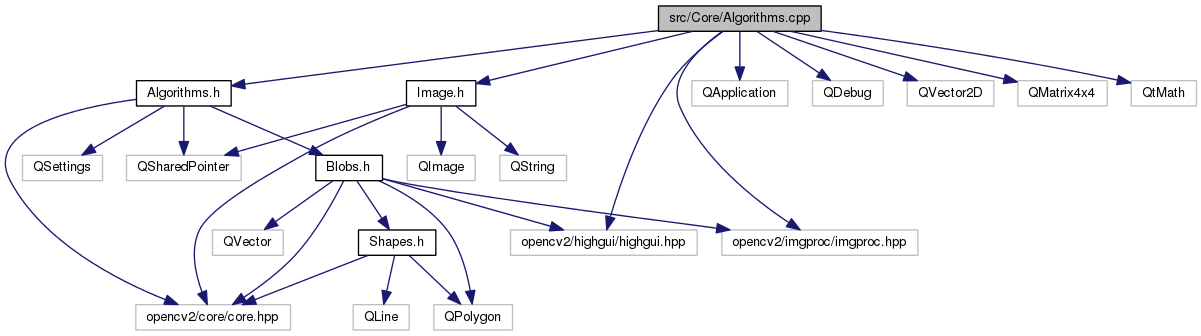 src/Core/Algorithms.cpp
Algorithms.h
Image.h
QApplication
QDebug
QVector2D
QMatrix4x4
QtMath
QSettings
QSharedPointer
Blobs.h
QImage
QString
QVector
Shapes.h
opencv2/highgui/highgui.hpp
opencv2/imgproc/imgproc.hpp
opencv2/core/core.hpp
QLine
QPolygon